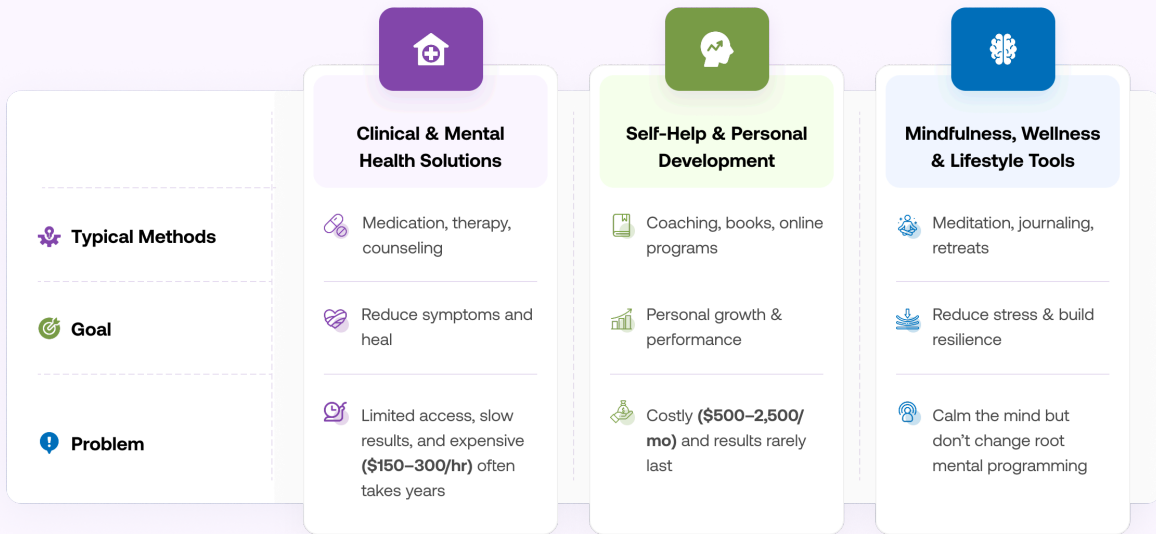 Clinical & Mental
Health Solutions
Self-Help & Personal
Development
Mindfulness, Wellness
& Lifestyle Tools
Typical Methods
Medication, therapy,
counseling
Coaching, books, online
programs
Meditation, journaling,
retreats
Goal
Reduce symptoms and
heal
Personal growth &
performance
Reduce stress & build
resilience
Problem
Limited access, slow
results, and expensive
($150–300/hr) often
takes years
Costly ($500–2,500/
mo) and results rarely
last
Calm the mind but
don’t change root
mental programming